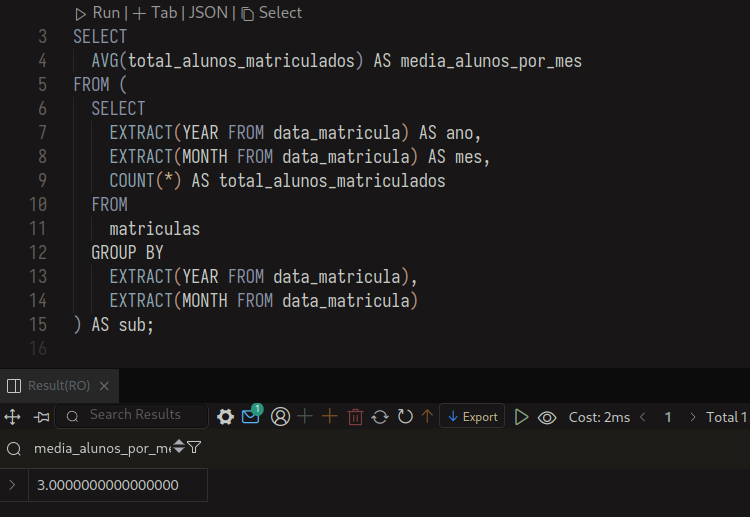 Run | + Tab | JSON | Select
3 SELECT
4 AVG(total_alunos_matriculados) AS media_alunos_por_mes
5 FROM (
6 SELECT
7 EXTRACT(YEAR FROM data_matricula) AS ano,
8 EXTRACT(MONTH FROM data_matricula) AS mes,
9 COUNT(*) AS total_alunos_matriculados
10 FROM
11 matriculas
12 GROUP BY
13 EXTRACT(YEAR FROM data_matricula),
14 EXTRACT(MONTH FROM data_matricula)
15 ) AS sub;
16
Result(RO)
Search Results 1 Export Cost: 2ms < 1 > Total 1
media_alunos_por_me
> 3.0000000000000000